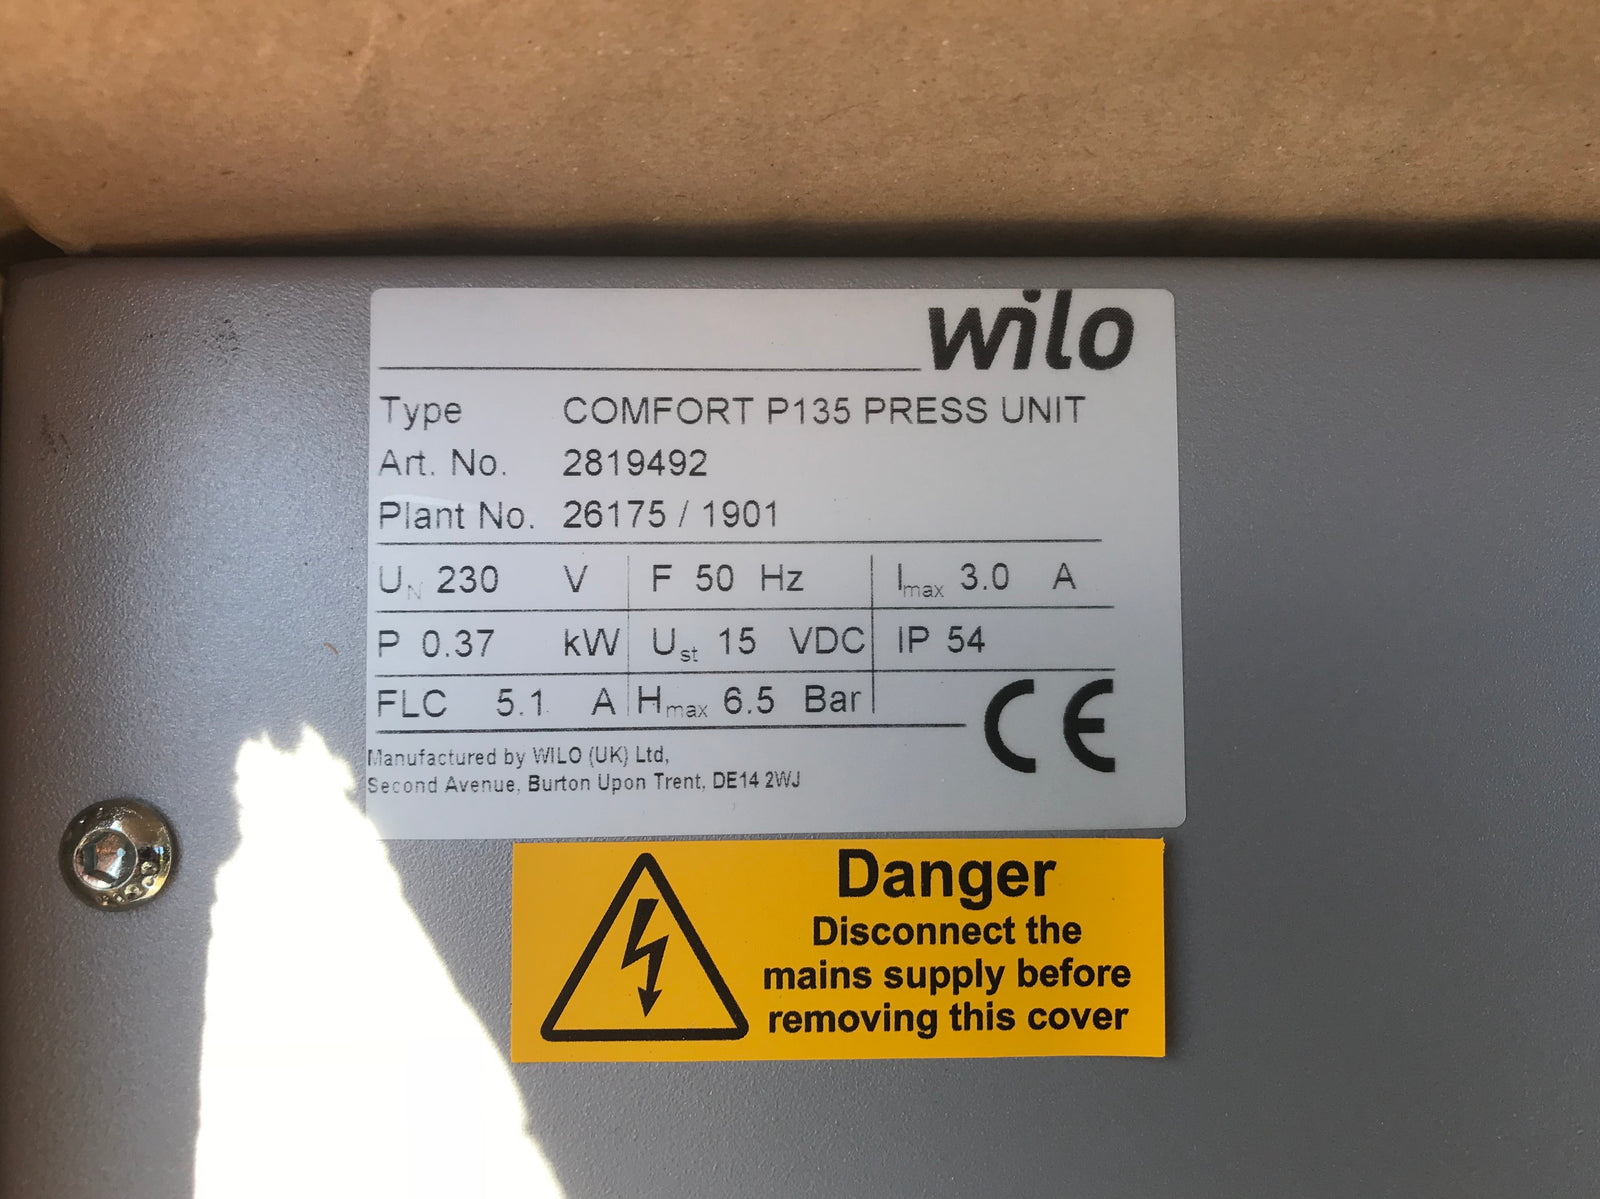 wilo
Type COMFORT P135 PRESS UNIT
Art. No. 2819492
Plant No. 26175 / 1901
UN 230 V F 50 Hz Imax 3.0 A
P 0.37 kW Ust 15 VDC IP 54
FLC 5.1 A Hmax 6.5 Bar
CE
Manufactured by WILO (UK) Ltd,
Second Avenue, Burton Upon Trent, DE14 2WJ
Danger
Disconnect the
mains supply before
removing this cover